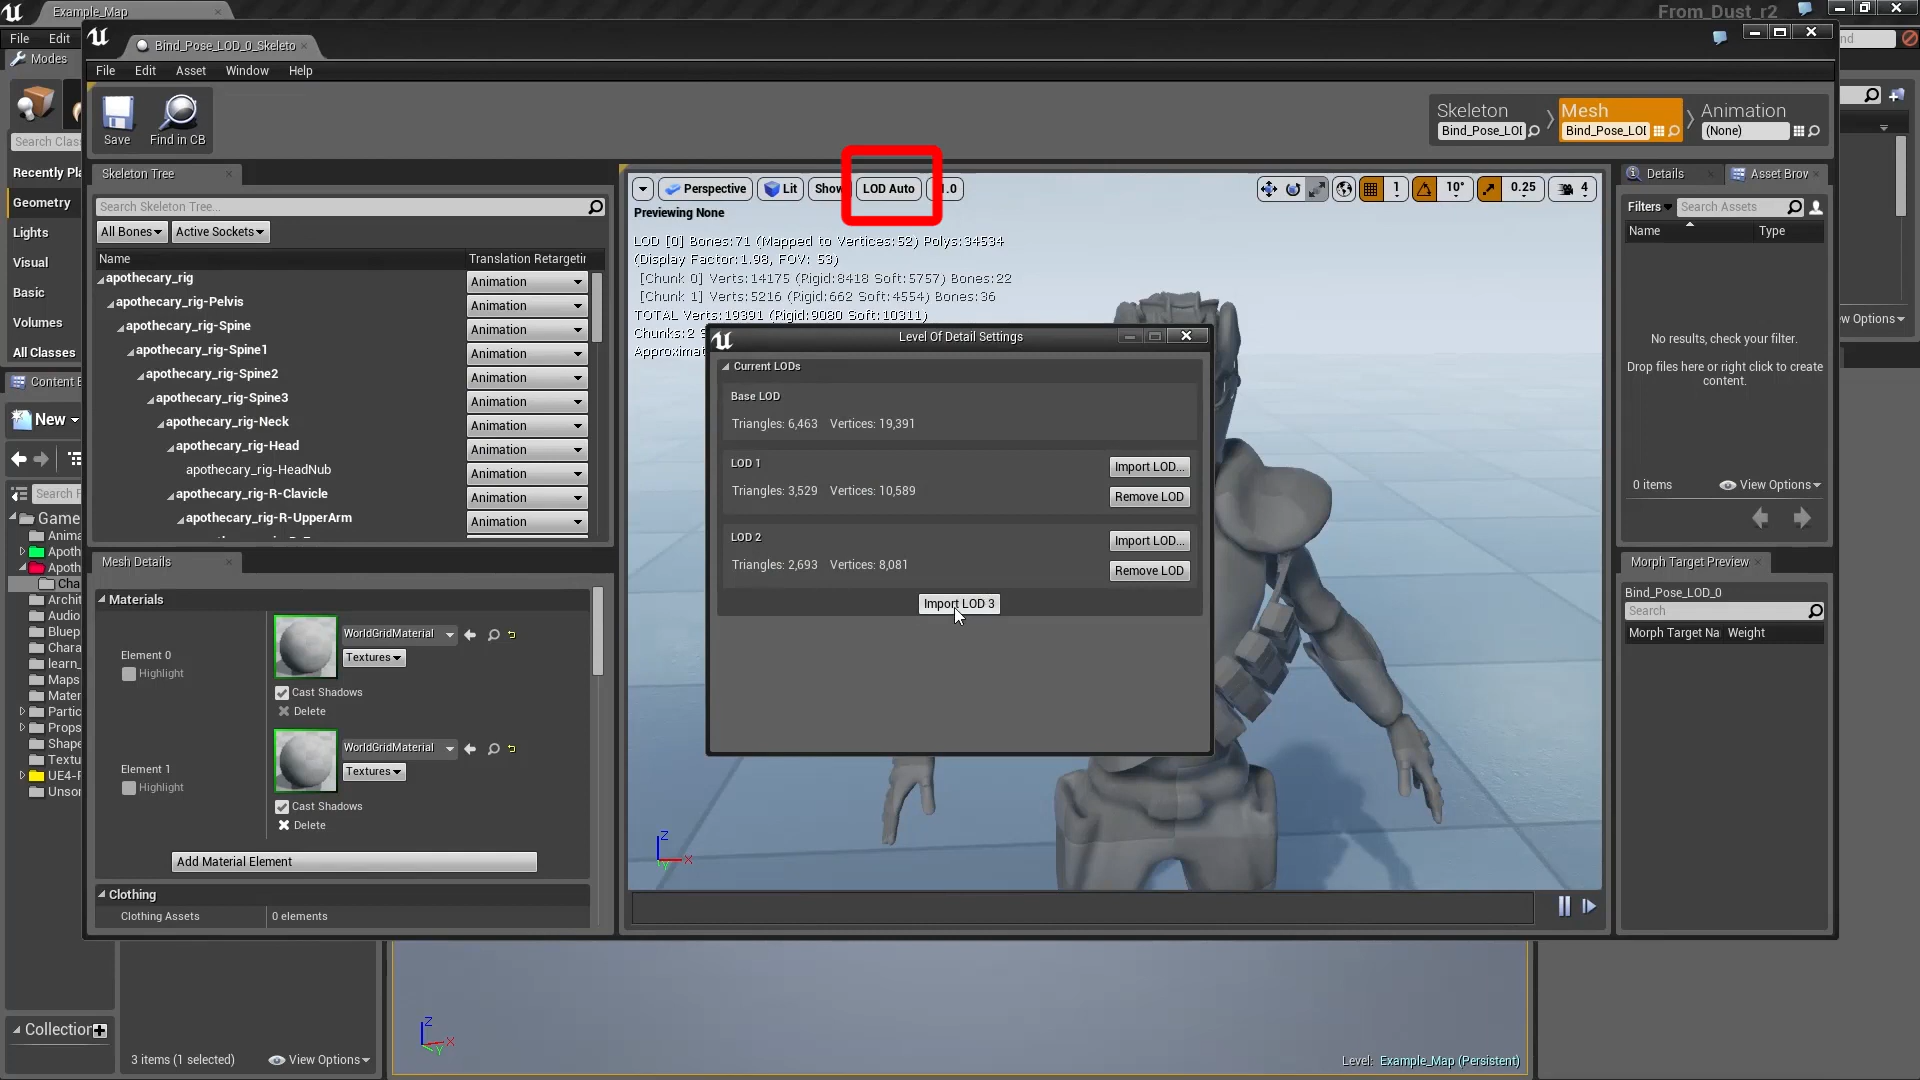 Example_Map
From_Dust_r2
File Edit
Bind_Pose_LOD_0_Skeleto
nd
Modes
File Edit Asset Window Help
Save
Find in CB
Skeleton
Bind_Pose_LOI
Mesh
Bind_Pose_LOI
Animation
(None)
Search Clas
Recently Pla
Geometry
Lights
Visual
Basic
Volumes
All Classes
Content B
New
Search F
Game
Anima
Apoth
Apoth
Cha
Archit
Audio
Bluep
Chara
learn_
Maps
Mater
Partic
Props
Shape
Textu
UE4-F
Unsor
Collection
3 items (1 selected)
View Options
Skeleton Tree
Search Skeleton Tree...
All Bones
Active Sockets
Name
Translation Retargetin
apothecary_rig Animation
apothecary_rig-Pelvis Animation
apothecary_rig-Spine Animation
apothecary_rig-Spine1 Animation
apothecary_rig-Spine2 Animation
apothecary_rig-Spine3 Animation
apothecary_rig-Neck Animation
apothecary_rig-Head Animation
apothecary_rig-HeadNub Animation
apothecary_rig-R-Clavicle Animation
apothecary_rig-R-UpperArm Animation
Mesh Details
Materials
Element 0
Highlight
WorldGridMaterial
Textures
Cast Shadows
Delete
Element 1
Highlight
WorldGridMaterial
Textures
Cast Shadows
Delete
Add Material Element
Clothing
Clothing Assets
0 elements
Perspective
Lit
Show
LOD Auto
1.0
1
10°
0.25
4
Previewing None
LOD [0] Bones:71 (Mapped to Vertices:52) Polys:34534
(Display Factor:1.98, FOV: 53)
[Chunk 0] Verts:14175 (Rigid:8418 Soft:5757) Bones:22
[Chunk 1] Verts:5216 (Rigid:662 Soft:4554) Bones:36
TOTAL Verts:19391 (Rigid:9080 Soft:10311)
Chunks:2
Approximat
Level Of Detail Settings
Current LODs
Base LOD
Triangles: 6,463 Vertices: 19,391
LOD 1
Triangles: 3,529 Vertices: 10,589
Import LOD...
Remove LOD
LOD 2
Triangles: 2,693 Vertices: 8,081
Import LOD...
Remove LOD
Import LOD 3
Z
X
Y
Z
X
Y
Level: Example_Map (Persistent)
Details
Asset Brov
Filters
Search Assets
Name
Type
No results, check your filter.
Drop files here or right click to create
content.
0 items
View Options
ew Options
Morph Target Preview
Bind_Pose_LOD_0
Search
Morph Target Na
Weight